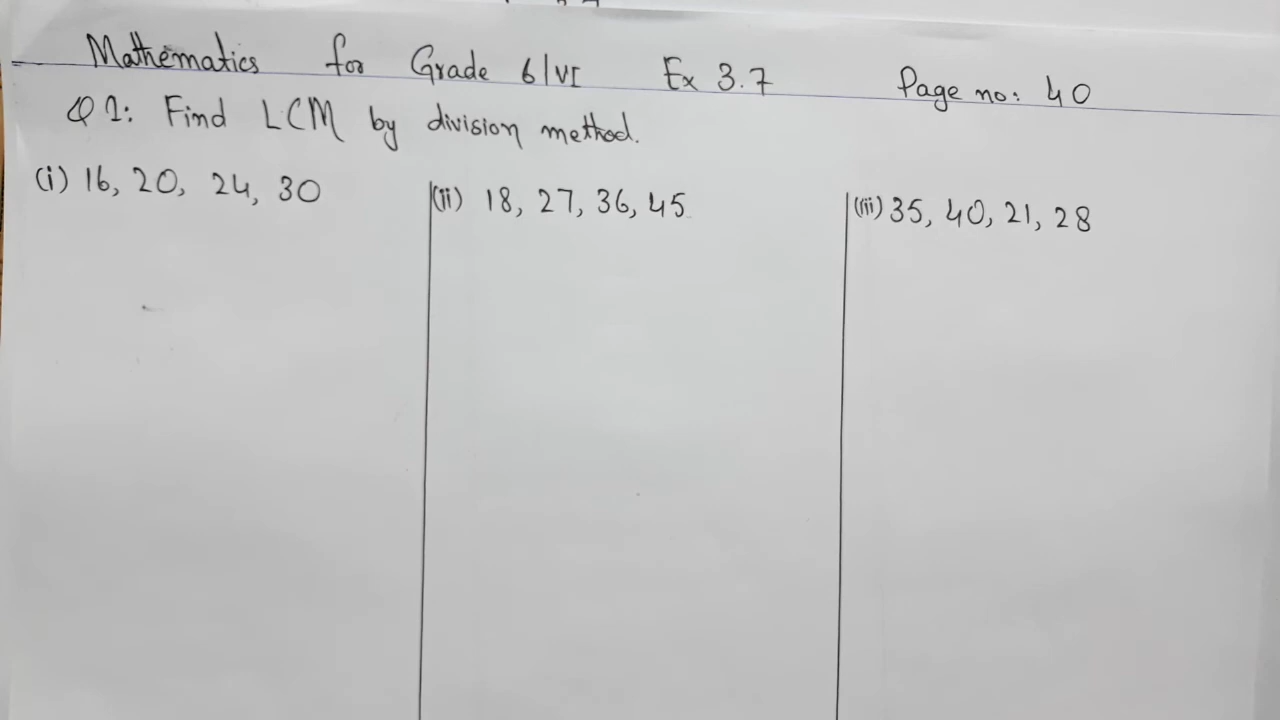 Mathematics for Grade 6/VI Ex 3.7 Page no: 40
Q1: Find LCM by division method.
(i) 16, 20, 24, 30
(ii) 18, 27, 36, 45
(iii) 35, 40, 21, 28